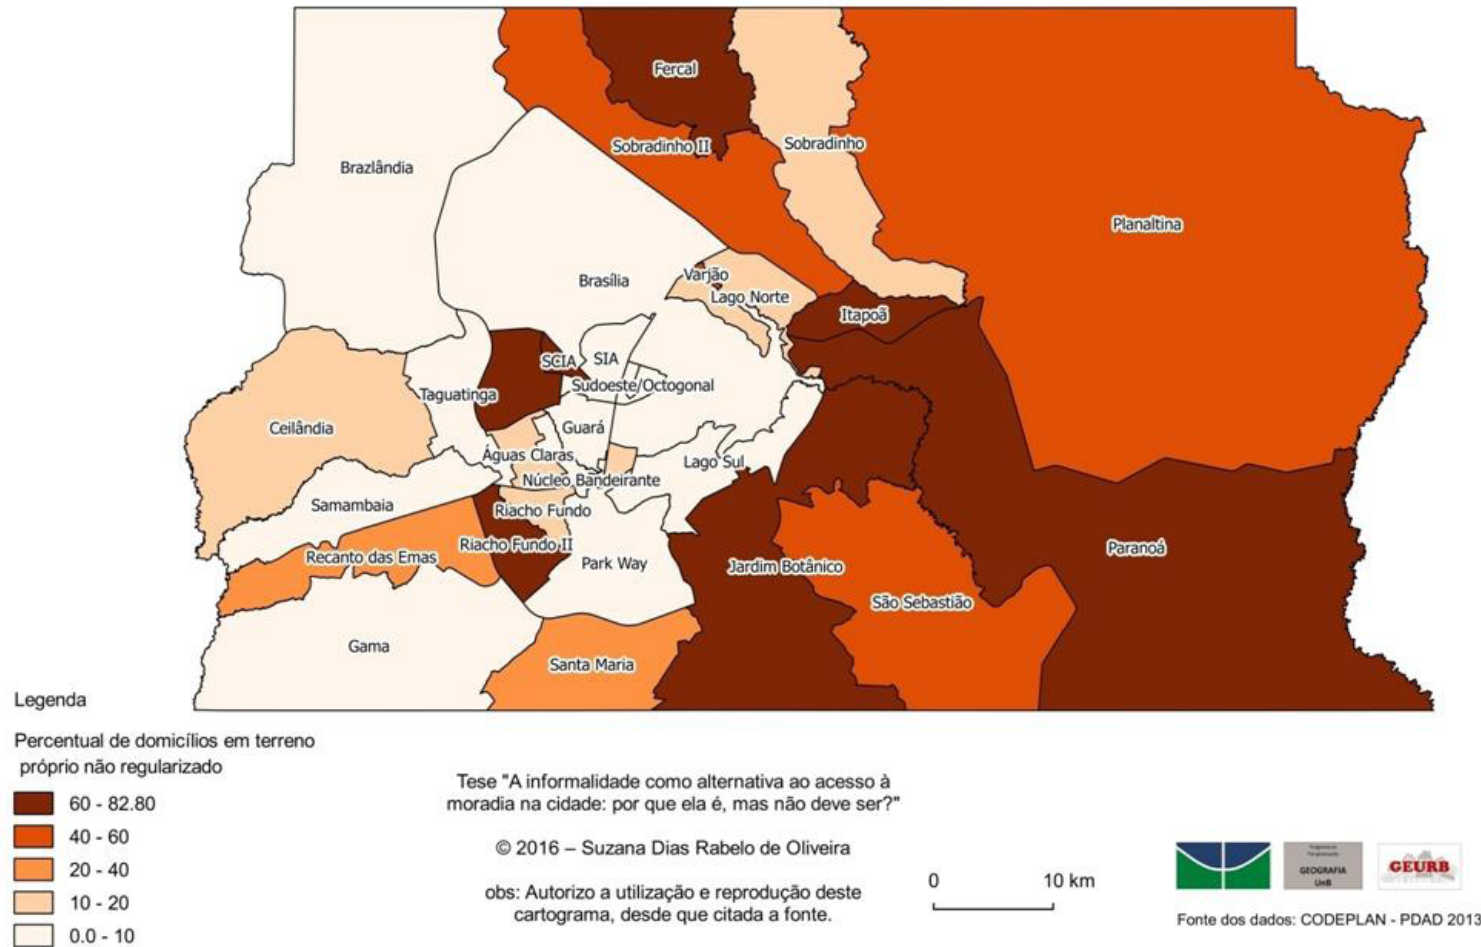 Fercal
Sobradinho II
Sobradinho
Brazlândia
Planaltina
Brasília
Varjão
Lago Norte
Itapoã
SCIA
SIA
Sudoeste/Octogonal
Taguatinga
Guará
Ceilândia
Águas Claras
Lago Sul
Núcleo Bandeirante
Samambaia
Riacho Fundo
Riacho Fundo II
Recanto das Emas
Park Way
Jardim Botânico
Paranoá
São Sebastião
Gama
Santa Maria
Legenda
Percentual de domicílios em terreno
próprio não regularizado
60 - 82.80
40 - 60
20 - 40
10 - 20
0.0 - 10
Tese "A informalidade como alternativa ao acesso à
moradia na cidade: por que ela é, mas não deve ser?"
© 2016 – Suzana Dias Rabelo de Oliveira
obs: Autorizo a utilização e reprodução deste
cartograma, desde que citada a fonte.
0 10 km
GEOGRAFIA
UnB
GEURB
Fonte dos dados: CODEPLAN - PDAD 2013